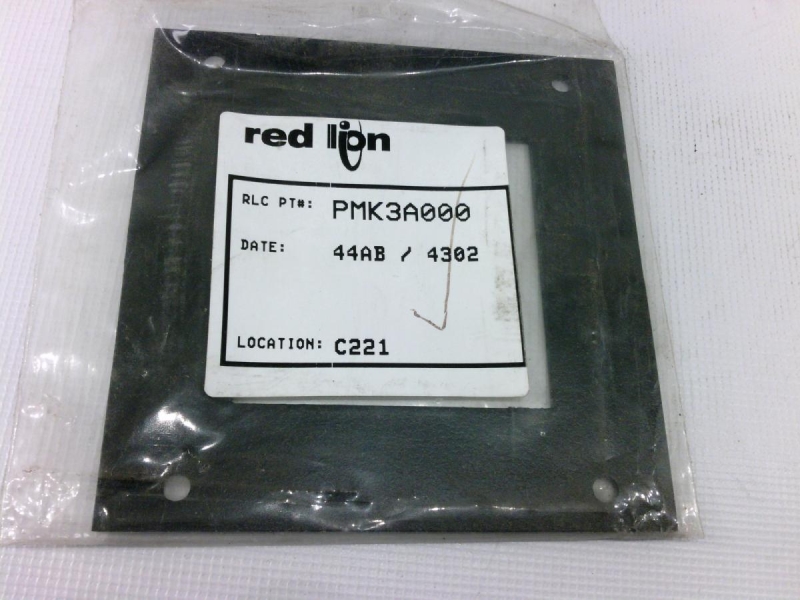 red lion
RLC PT#: PMK3A000
DATE: 44AB / 4302
LOCATION: C221